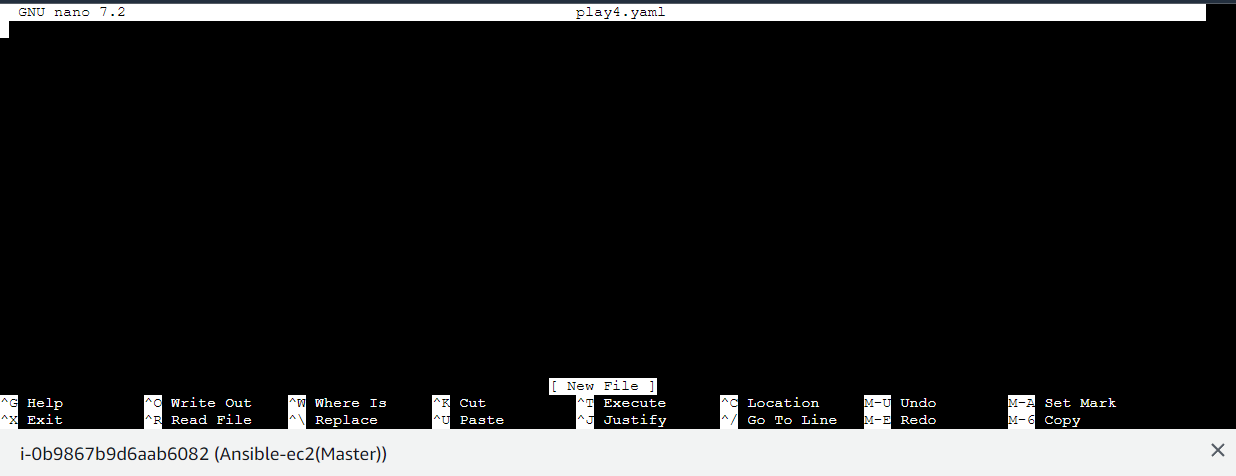 GNU nano 7.2 play4.yaml
[ New File ]
^G Help ^O Write Out ^W Where Is ^K Cut ^T Execute ^C Location M-U Undo M-A Set Mark
^X Exit ^R Read File ^\ Replace ^U Paste ^J Justify ^/ Go To Line M-E Redo M-6 Copy
i-0b9867b9d6aab6082 (Ansible-ec2(Master))